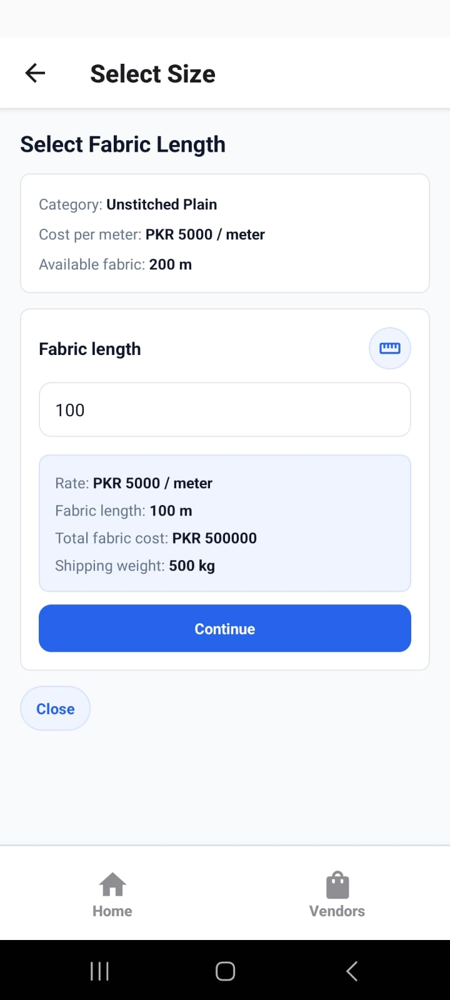 Select Size
Select Fabric Length
Category: Unstitched Plain
Cost per meter: PKR 5000 / meter
Available fabric: 200 m
Fabric length
100
Rate: PKR 5000 / meter
Fabric length: 100 m
Total fabric cost: PKR 500000
Shipping weight: 500 kg
Continue
Close
Home
Vendors